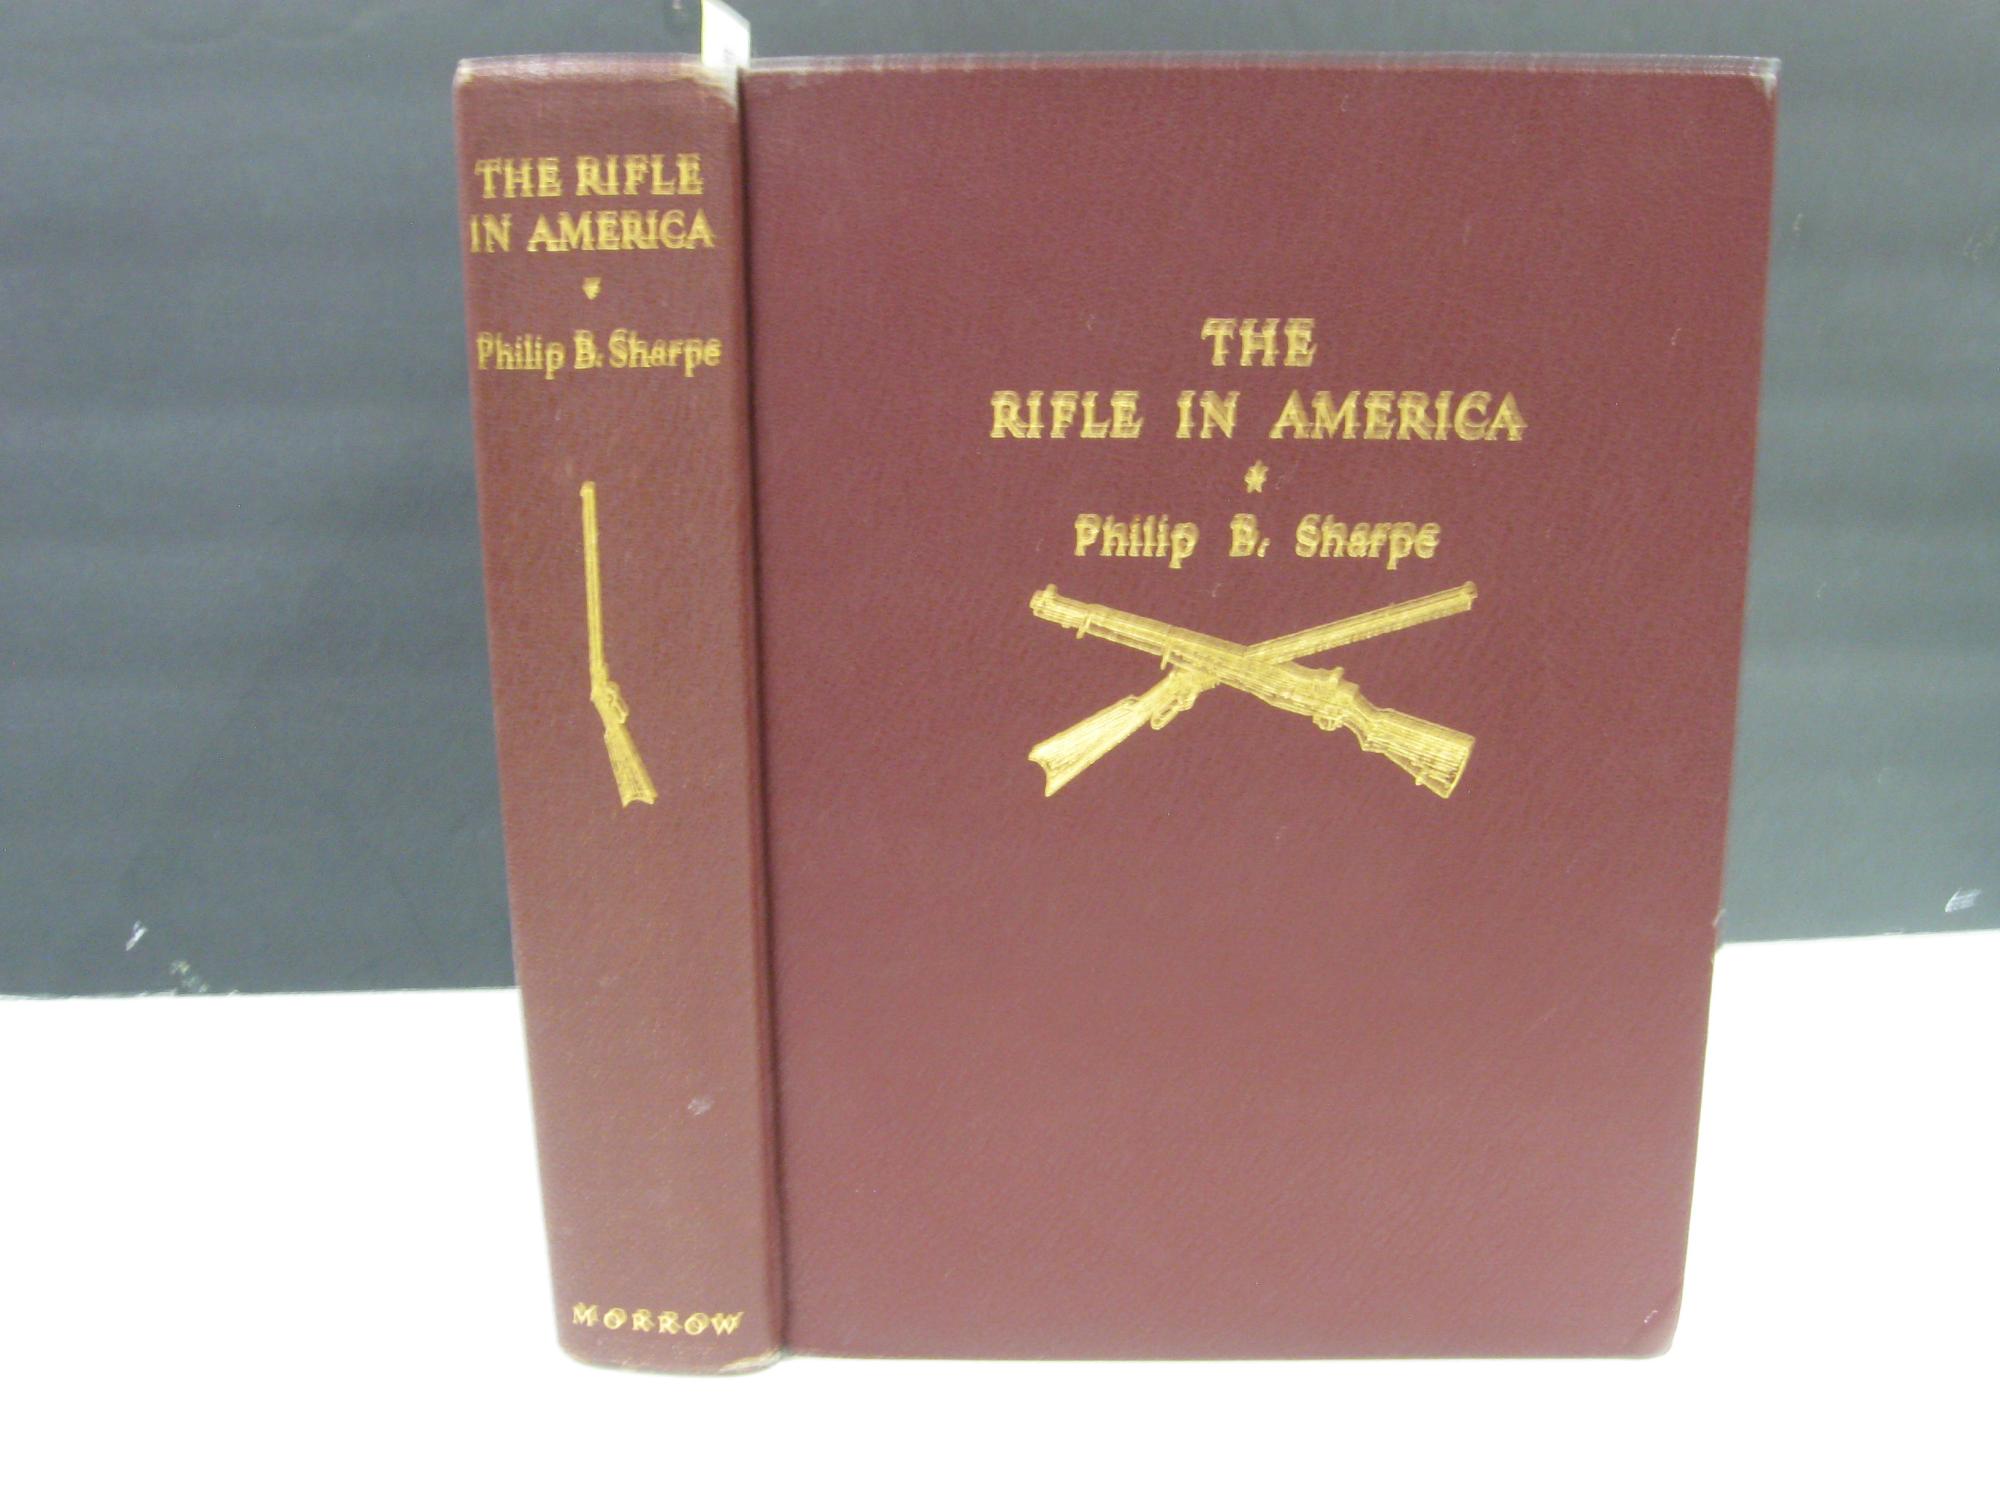 THE RIFLE
IN AMERICA
Philip B. Sharpe
MORROW
THE
RIFLE IN AMERICA
Philip B. Sharpe